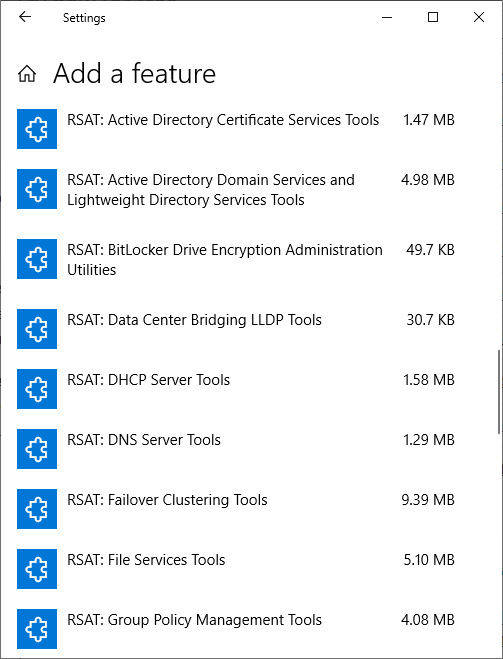 Settings
Add a feature
RSAT: Active Directory Certificate Services Tools 1.47 MB
RSAT: Active Directory Domain Services and 4.98 MB
Lightweight Directory Services Tools
RSAT: BitLocker Drive Encryption Administration 49.7 KB
Utilities
RSAT: Data Center Bridging LLDP Tools 30.7 KB
RSAT: DHCP Server Tools 1.58 MB
RSAT: DNS Server Tools 1.29 MB
RSAT: Failover Clustering Tools 9.39 MB
RSAT: File Services Tools 5.10 MB
RSAT: Group Policy Management Tools 4.08 MB